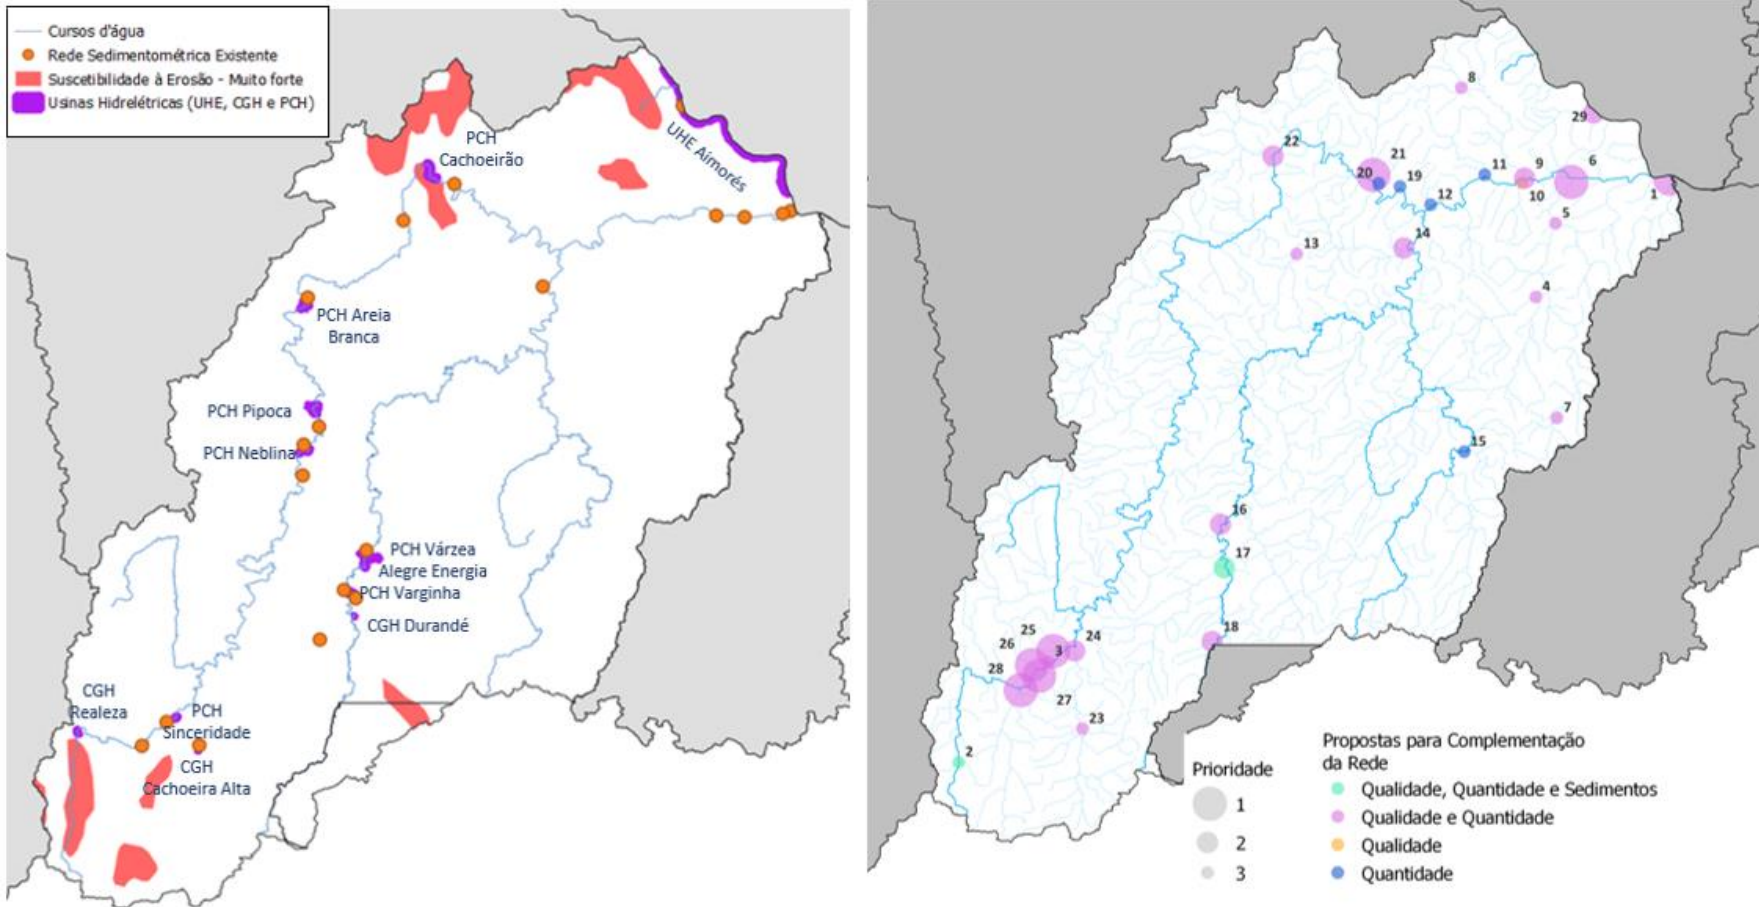 Cursos d'água
Rede Sedimentométrica Existente
Suscetibilidade à Erosão - Muito forte
Usinas Hidrelétricas (UHE, CGH e PCH)
PCH
Cachoeirão
UHE Aimorés
PCH Areia
Branca
PCH Pipoca
PCH Neblina
PCH Várzea
Alegre Energia
PCH Varginha
CGH Durandé
CGH
Realeza
PCH
Sinceridade
CGH
Cachoeira Alta
8
29
22
21
20
19
11
9
6
10
12
1
5
14
13
4
7
15
16
17
18
25
24
26
3
28
27
23
2
Prioridade
1
2
3
Propostas para Complementação
da Rede
Qualidade, Quantidade e Sedimentos
Qualidade e Quantidade
Qualidade
Quantidade